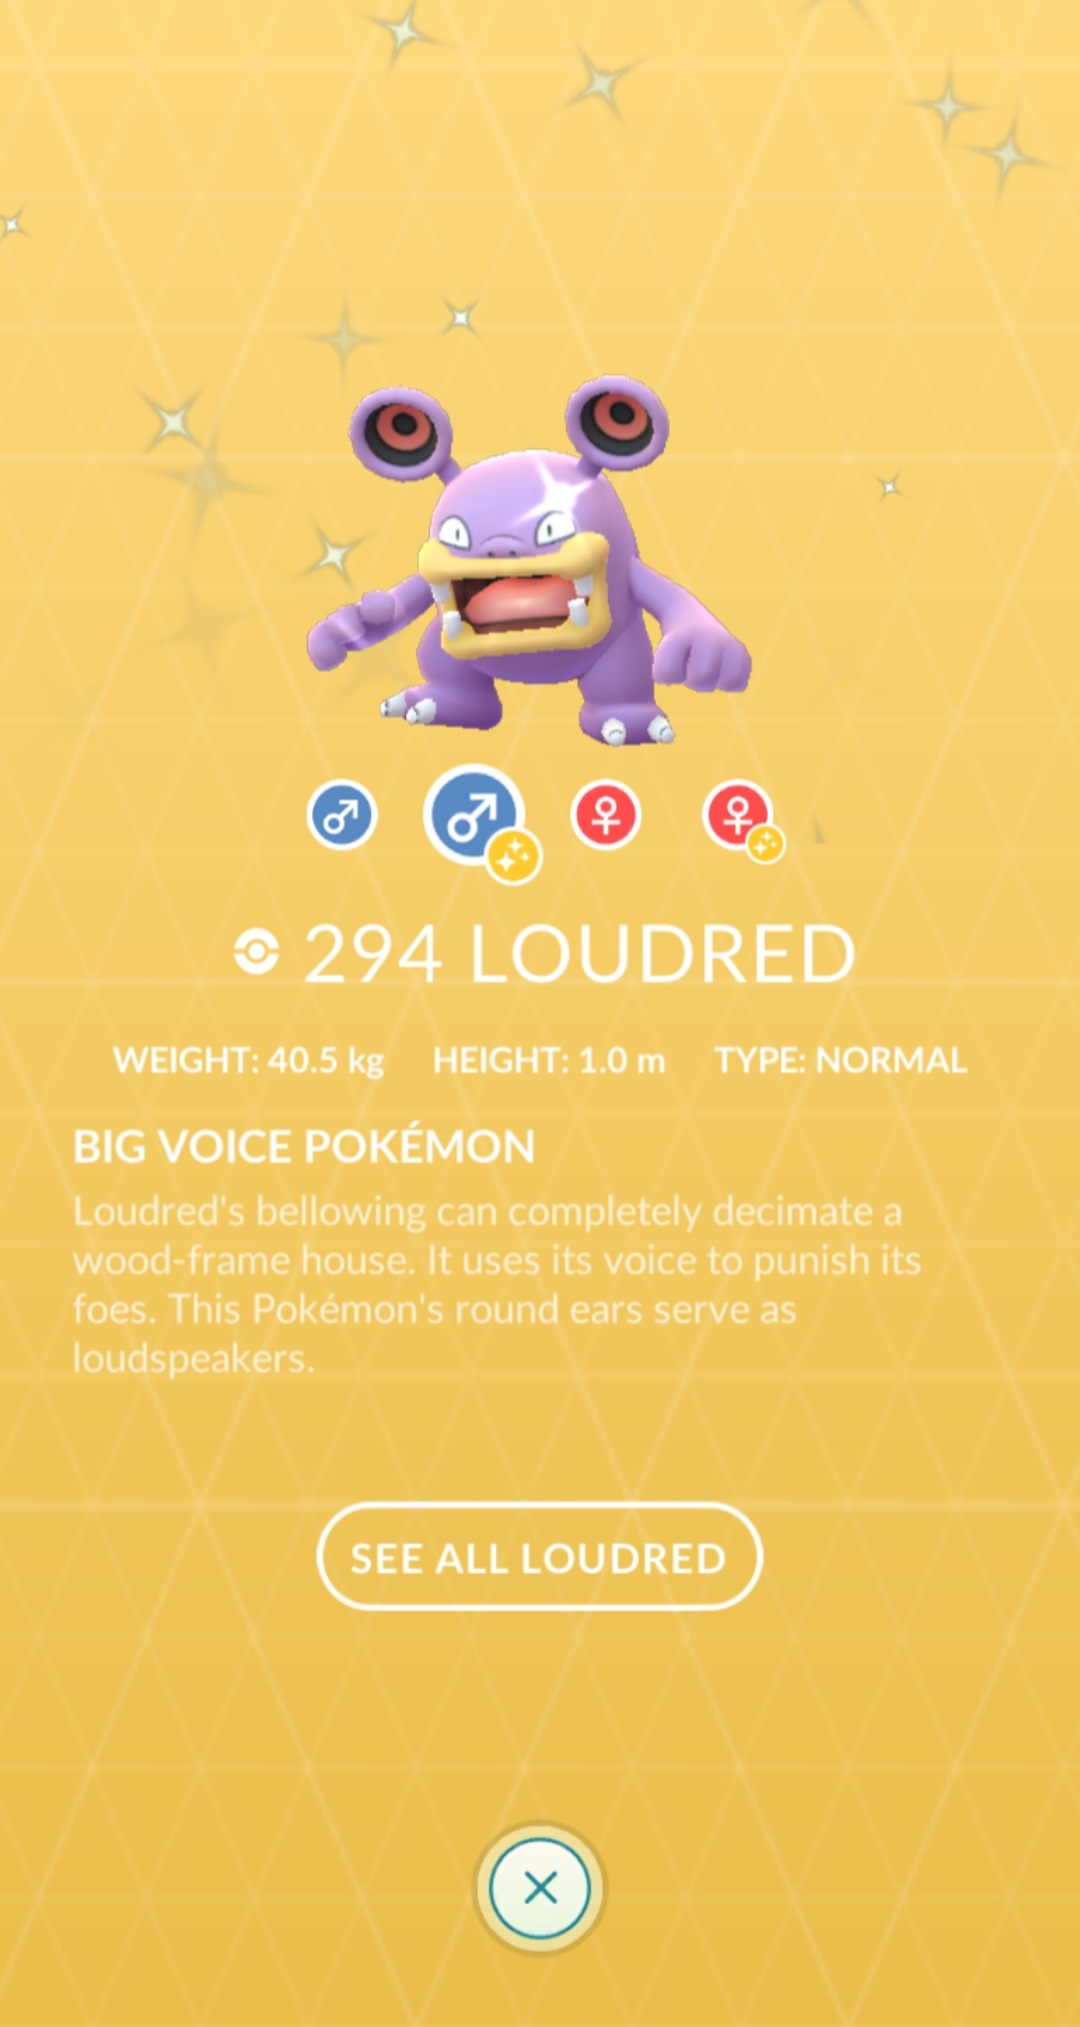 294 LOUDRED
WEIGHT: 40.5 kg HEIGHT: 1.0 m TYPE: NORMAL
BIG VOICE POKÉMON
Loudred's bellowing can completely decimate a
wood-frame house. It uses its voice to punish its
foes. This Pokémon's round ears serve as
loudspeakers.
SEE ALL LOUDRED